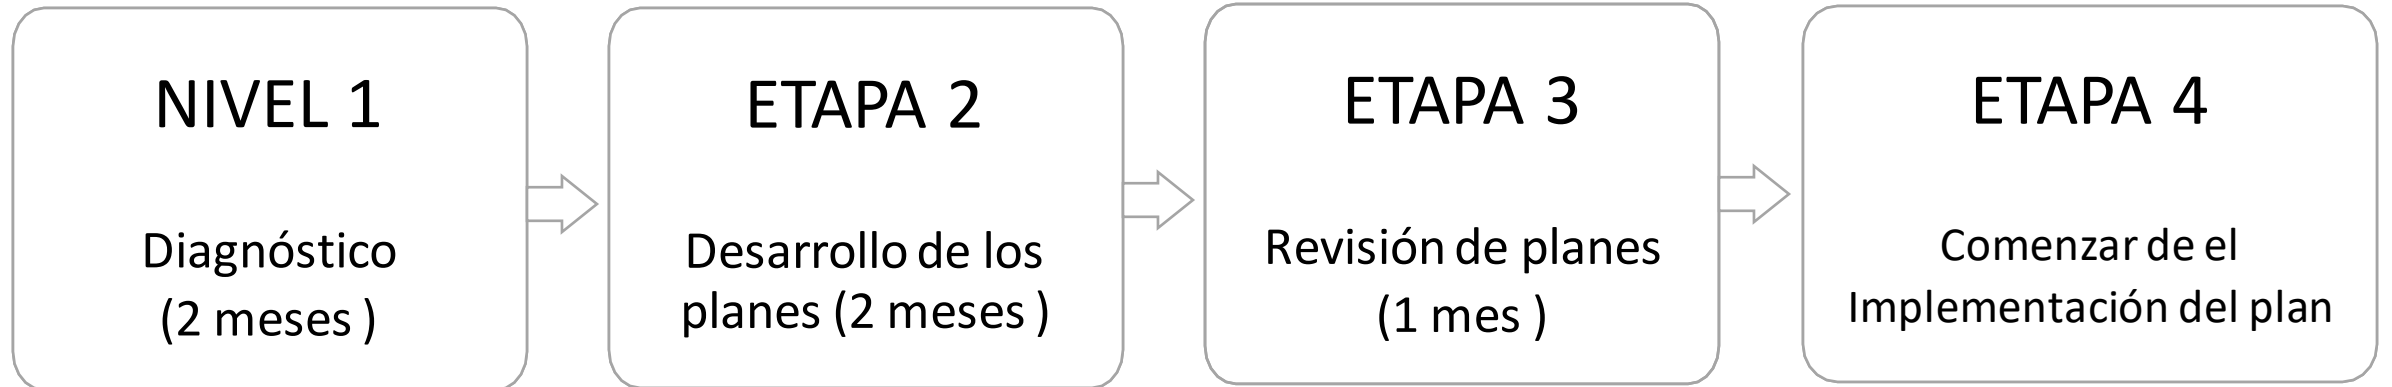 NIVEL 1
Diagnóstico
(2 meses )
ETAPA 2
Desarrollo de los
planes (2 meses )
ETAPA 3
Revisión de planes
(1 mes )
ETAPA 4
Comenzar de el
Implementación del plan